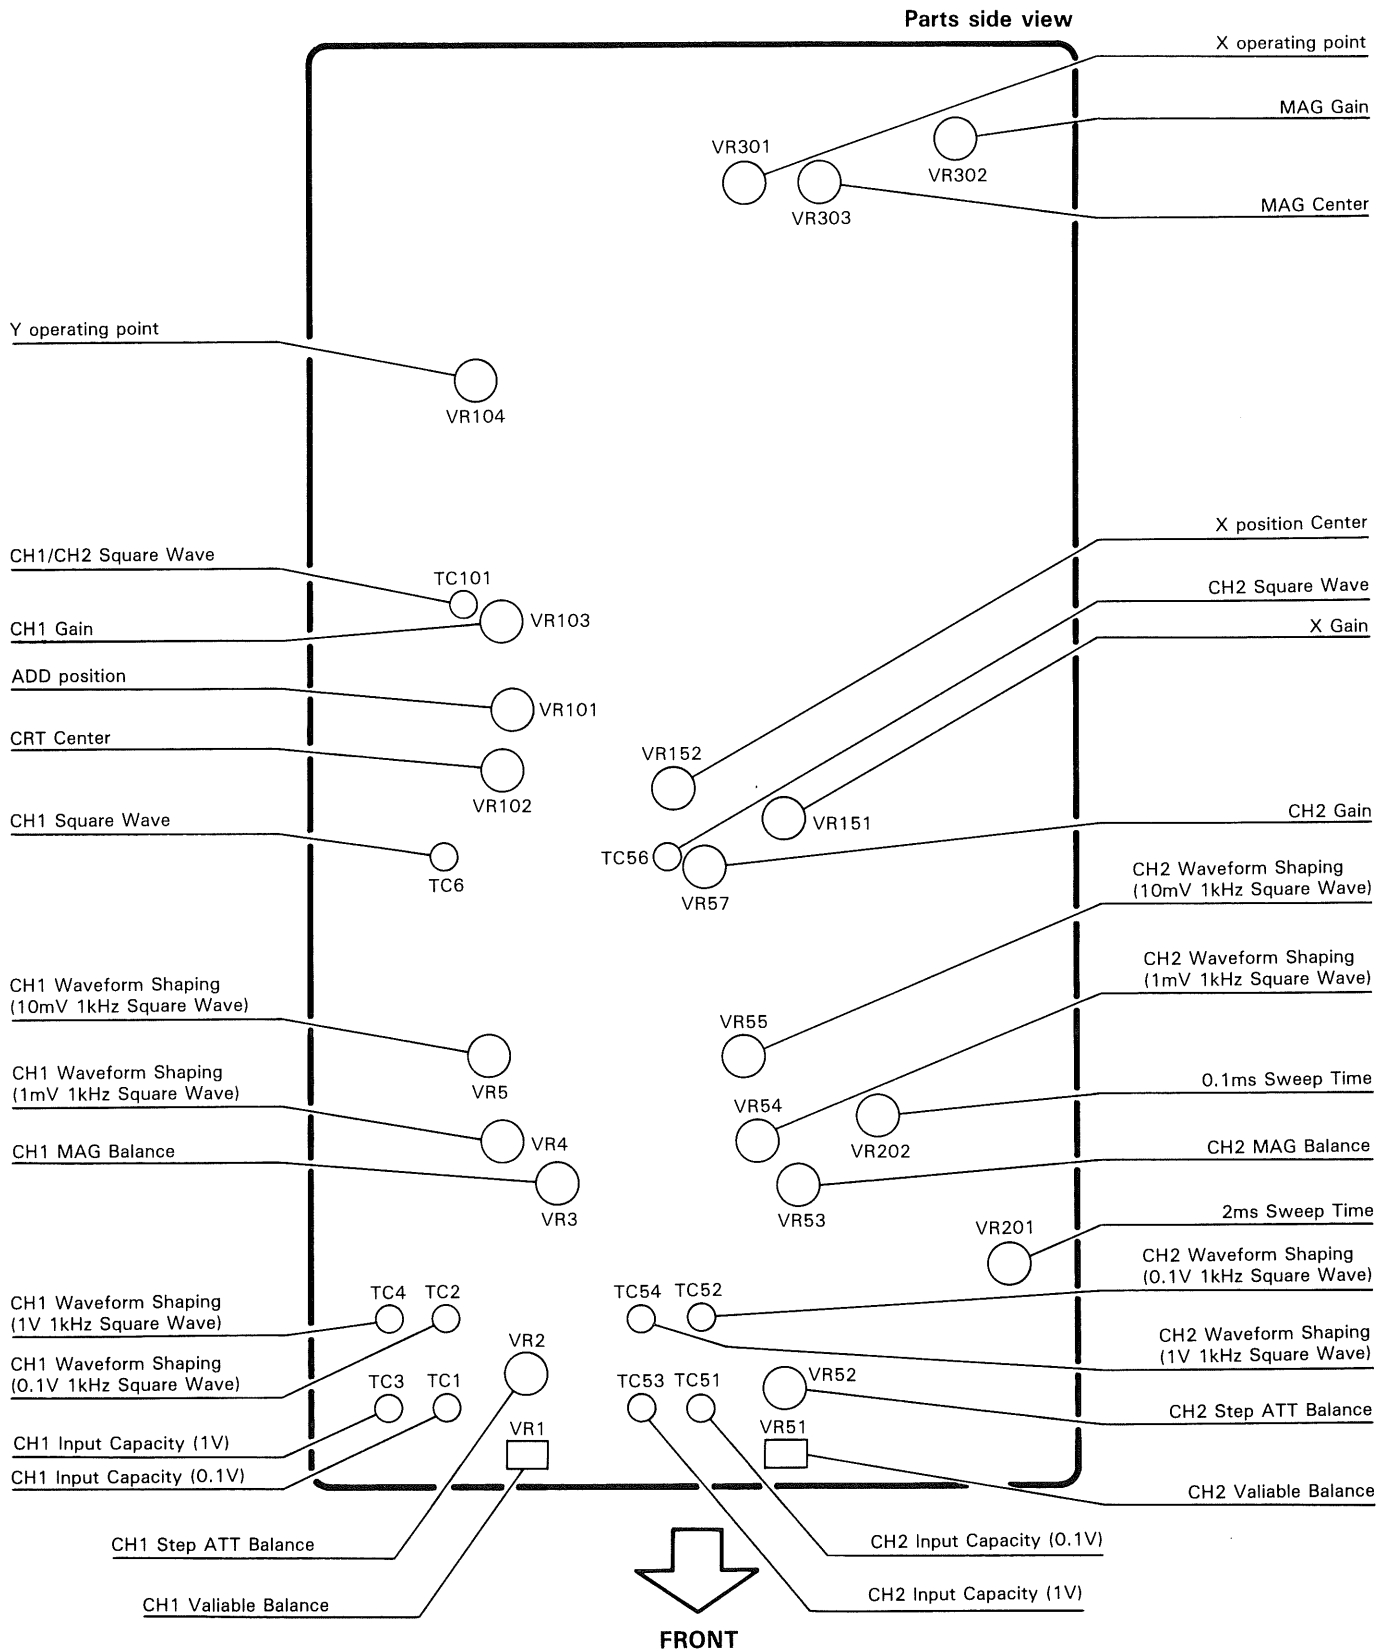 Parts side view
X operating point
MAG Gain
VR301
VR302
MAG Center
VR303
Y operating point
VR104
X position Center
CH1/CH2 Square Wave
TC101
CH2 Square Wave
VR103
CH1 Gain
X Gain
ADD position
VR101
CRT Center
VR152
VR102
CH1 Square Wave
VR151
CH2 Gain
TC56
TC6
VR57
CH2 Waveform Shaping
(10mV 1kHz Square Wave)
CH2 Waveform Shaping
(1mV 1kHz Square Wave)
CH1 Waveform Shaping
(10mV 1kHz Square Wave)
VR55
VR5
CH1 Waveform Shaping
(1mV 1kHz Square Wave)
0.1ms Sweep Time
VR54
VR4
VR202
CH1 MAG Balance
CH2 MAG Balance
VR3
VR53
2ms Sweep Time
VR201
CH2 Waveform Shaping
(0.1V 1kHz Square Wave)
TC4
TC2
TC54
TC52
CH1 Waveform Shaping
(1V 1kHz Square Wave)
VR2
CH2 Waveform Shaping
(1V 1kHz Square Wave)
CH1 Waveform Shaping
(0.1V 1kHz Square Wave)
TC3
TC1
TC53
TC51
VR52
CH2 Step ATT Balance
VR1
VR51
CH1 Input Capacity (1V)
CH1 Input Capacity (0.1V)
CH2 Valiable Balance
CH1 Step ATT Balance
CH2 Input Capacity (0.1V)
CH1 Valiable Balance
CH2 Input Capacity (1V)
FRONT